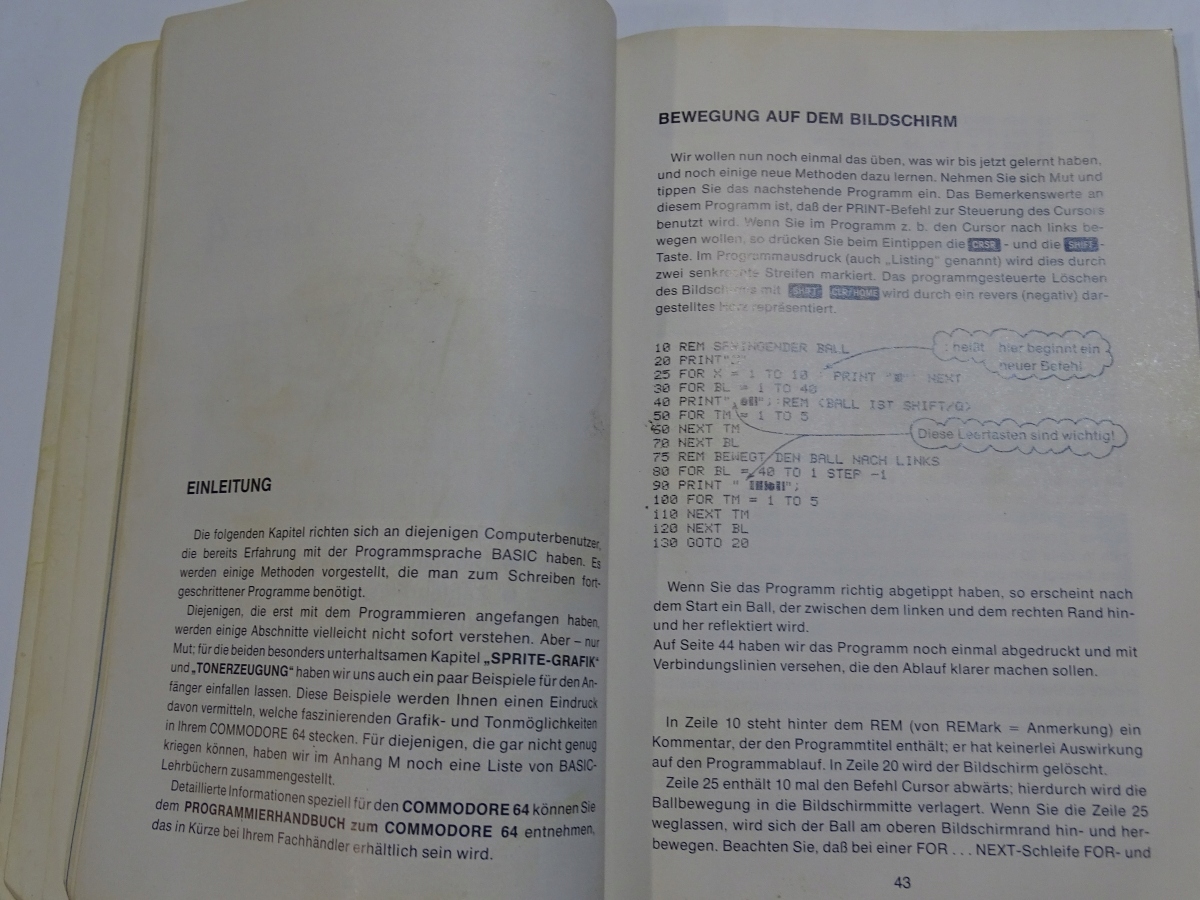 EINLEITUNG
Die folgenden Kapitel richten sich an diejenigen Computerbenutzer,
die bereits Erfahrung mit der Programmsprache BASIC haben. Es
werden einige Methoden vorgestellt, die man zum Schreiben fort-
geschrittener Programme benötigt.
Diejenigen, die erst mit dem Programmieren angefangen haben,
werden einige Abschnitte vielleicht nicht sofort verstehen. Aber – nur
Mut; für die beiden besonders unterhaltsamen Kapitel „SPRITE-GRAFIK"
und „TONERZEUGUNG" haben wir uns auch ein paar Beispiele für den An-
fänger einfallen lassen. Diese Beispiele werden Ihnen einen Eindruck
davon vermitteln, welche faszinierenden Grafik- und Tonmöglichkeiten
in Ihrem COMMODORE 64 stecken. Für diejenigen, die gar nicht genug
kriegen können, haben wir im Anhang M noch eine Liste von BASIC-
Lehrbüchern zusammengestellt.
Detaillierte Informationen speziell für den COMMODORE 64 können Sie
dem PROGRAMMIERHANDBUCH zum COMMODORE 64 entnehmen,
das in Kürze bei Ihrem Fachhändler erhältlich sein wird.
BEWEGUNG AUF DEM BILDSCHIRM
Wir wollen nun noch einmal das üben, was wir bis jetzt gelernt haben,
und noch einige neue Methoden dazu lernen. Nehmen Sie sich Mut und
tippen Sie das nachstehende Programm ein. Das Bemerkenswerte an
diesem Programm ist, daß der PRINT-Befehl zur Steuerung des Cursors
benutzt wird. Wenn Sie im Programm z. b. den Cursor nach links be-
wegen wollen, so drücken Sie beim Eintippen die CRSR - und die SHIFT -
Taste. Im Programmausdruck (auch „Listing" genannt) wird dies durch
zwei senkrechte Streifen markiert. Das programmgesteuerte Löschen
des Bildschirms mit SHIFT CLR/HOME wird durch ein revers (negativ) dar-
gestelltes Herz repräsentiert.
10 REM SPRINGENDER BALL
20 PRINT"
25 FOR X = 1 TO 10 : PRINT "    " NEXT
30 FOR BL = 1 TO 40
40 PRINT"    "; :REM (BALL IST SHIFT/Q)
50 FOR TM = 1 TO 5
60 NEXT TM
70 NEXT BL
75 REM BEWEGT DEN BALL NACH LINKS
80 FOR BL = 40 TO 1 STEP -1
90 PRINT "    ";
100 FOR TM = 1 TO 5
110 NEXT TM
120 NEXT BL
130 GOTO 20
: heißt hier beginnt ein
neuer Befehl
Diese Leertasten sind wichtig!
Wenn Sie das Programm richtig abgetippt haben, so erscheint nach
dem Start ein Ball, der zwischen dem linken und dem rechten Rand hin-
und her reflektiert wird.
Auf Seite 44 haben wir das Programm noch einmal abgedruckt und mit
Verbindungslinien versehen, die den Ablauf klarer machen sollen.
In Zeile 10 steht hinter dem REM (von REMark = Anmerkung) ein
Kommentar, der den Programmtitel enthält; er hat keinerlei Auswirkung
auf den Programmablauf. In Zeile 20 wird der Bildschirm gelöscht.
Zeile 25 enthält 10 mal den Befehl Cursor abwärts; hierdurch wird die
Ballbewegung in die Bildschirmmitte verlagert. Wenn Sie die Zeile 25
weglassen, wird sich der Ball am oberen Bildschirmrand hin- und her-
bewegen. Beachten Sie, daß bei einer FOR . . . NEXT-Schleife FOR- und
43